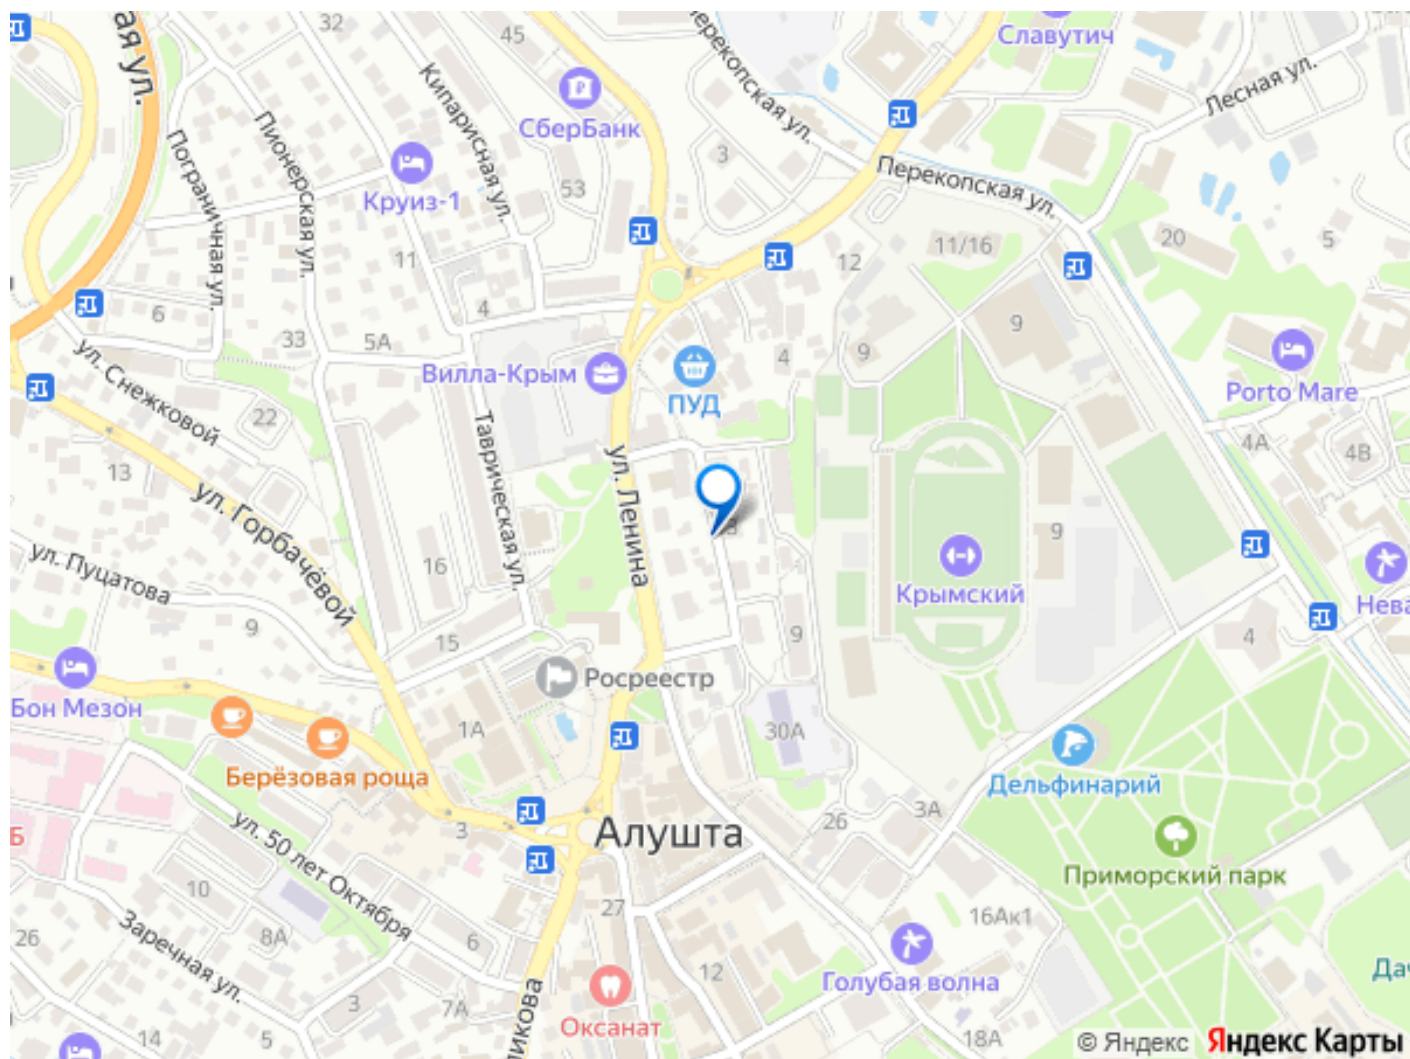 ая ул.
32
45
Славутич
Кипарисная ул.
СберБанк
Перекопская ул.
Лесная ул.
Пионерская ул.
Пограничная ул.
Круиз-1
53
3
Перекопская ул.
11
12
11/16
20
5
6
4
33
5А
9
9
4
ул. Снежковой
Вилла-Крым
ПУД
Porto Mare
22
Таврическая ул.
4А
4В
13
ул. Ленина
ул. Горбачёвой
ул. Пуцатова
16
9
Крымский
Нева
9
15
9
4
Росреестр
Бон Мезон
1А
30А
Берёзовая роща
Дельфинарий
3
Алушта
26
3А
ул. 50 лет Октября
Приморский парк
10
27
16Ак1
Заречная ул.
26
8А
6
12
Голубая волна
Дач
3
7А
ликова
Оксанат
14
5
18А
© Яндекс Яндекс Карты